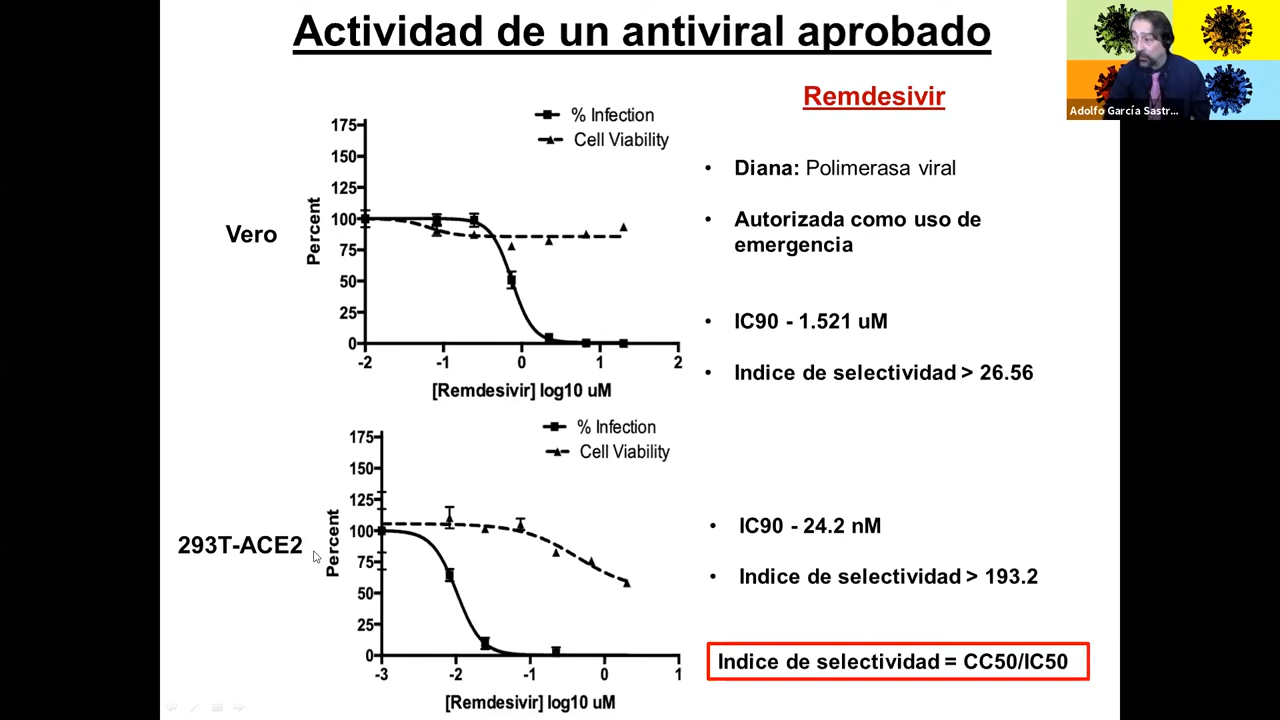 Actividad de un antiviral aprobado
Adolfo García Sastr...
Remdesivir
% Infection
Cell Viability
175
150
125
100
75
50
25
0
Percent
Vero
-2
-1
0
1
2
[Remdesivir] log10 uM
• Diana: Polimerasa viral
• Autorizada como uso de
emergencia
• IC90 - 1.521 uM
• Indice de selectividad > 26.56
% Infection
Cell Viability
175
150
125
100
75
50
25
0
Percent
293T-ACE2
-3
-2
-1
0
1
[Remdesivir] log10 uM
• IC90 - 24.2 nM
• Indice de selectividad > 193.2
Indice de selectividad = CC50/IC50